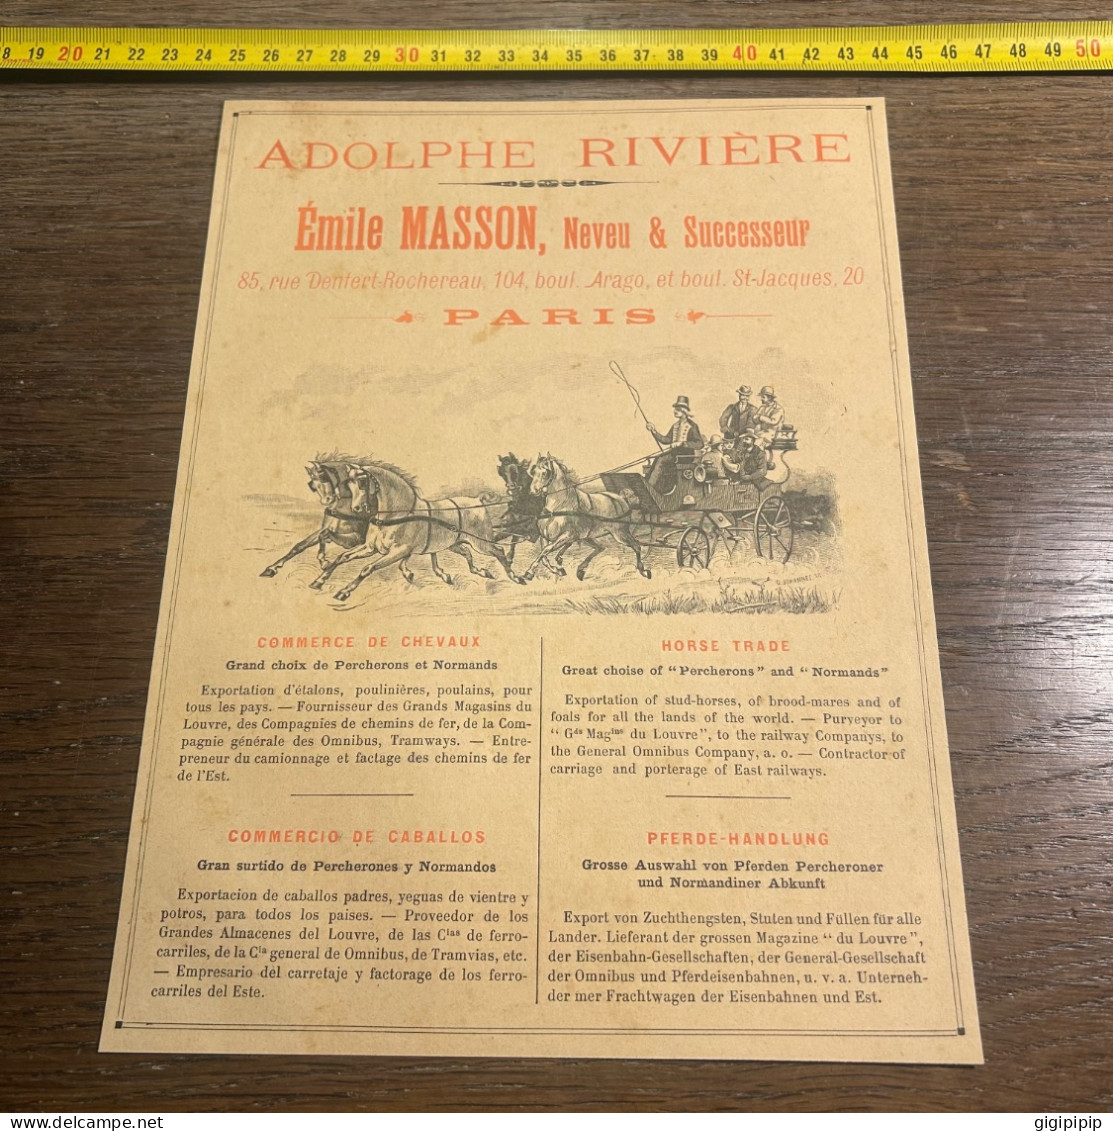 8 19 20 21 22 23 24 25 26 27 28 29 30 31 32 33 34 35 36 37 38 39 40 41 42 43 44 45 46 47 48 49 50
ADOLPHE RIVIÈRE
Émile MASSON, Neveu & Successeur
85, rue Denfert-Rochereau, 104, boul. Arago, et boul. St-Jacques, 20
PARIS
COMMERCE DE CHEVAUX
Grand choix de Percherons et Normands
Exportation d'étalons, poulinières, poulains, pour
tous les pays. — Fournisseur des Grands Magasins du
Louvre, des Compagnies de chemins de fer, de la Com-
pagnie générale des Omnibus, Tramways. — Entre-
preneur du camionnage et factage des chemins de fer
de l'Est.
HORSE TRADE
Great choise of "Percherons" and "Normands"
Exportation of stud-horses, of brood-mares and of
foals for all the lands of the world. — Purveyor to
"Gds Magins du Louvre", to the railway Companys, to
the General Omnibus Company, a. o. — Contractor of
carriage and porterage of East railways.
COMMERCIO DE CABALLOS
Gran surtido de Percherones y Normandos
Exportacion de caballos padres, yeguas de vientre y
potros, para todos los paises. — Proveedor de los
Grandes Almacenes del Louvre, de las Cias de ferro-
carriles, de la Cia general de Omnibus, de Tramvias, etc.
— Empresario del carretaje y factorage de los ferro-
carriles del Este.
PFERDE-HANDLUNG
Grosse Auswahl von Pferden Percheroner
und Normandiner Abkunft
Export von Zuchthengsten, Stuten und Füllen für alle
Lander. Lieferant der grossen Magazine "du Louvre",
der Eisenbahn-Gesellschaften, der General-Gesellschaft
der Omnibus und Pferdeisenbahnen, u. v. a. Unterneh-
der mer Frachtwagen der Eisenbahnen und Est.
gigipipip